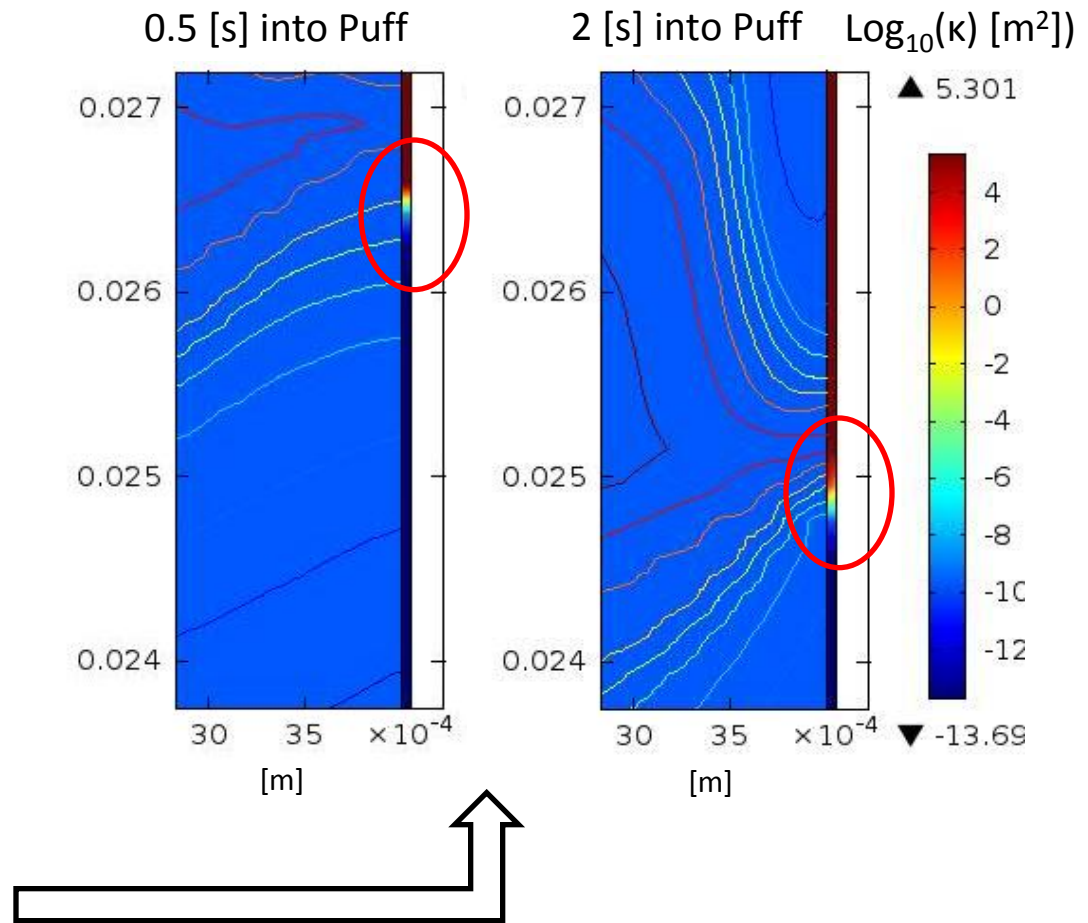 0.5 [s] into Puff
2 [s] into Puff
Log₁₀(κ) [m²])
0.027
0.026
0.025
0.024
30 35 ×10⁻⁴
[m]
0.027
0.026
0.025
0.024
30 35 ×10⁻⁴
[m]
▲ 5.301
4
2
0
-2
-4
-6
-8
-10
-12
▼ -13.69